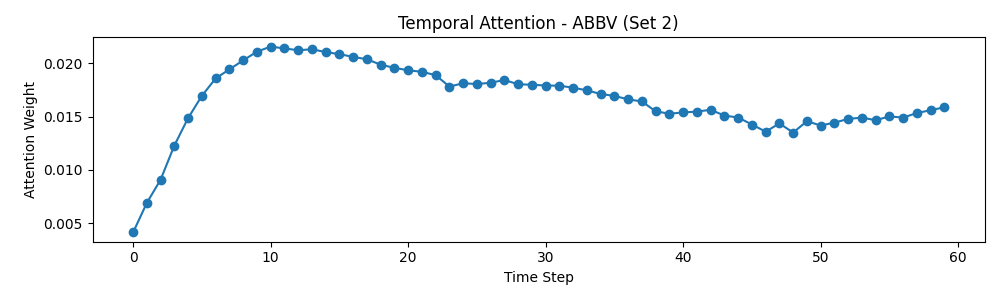 Temporal Attention - ABBV (Set 2)
Attention Weight
0.020
0.015
0.010
0.005
0 10 20 30 40 50 60
Time Step